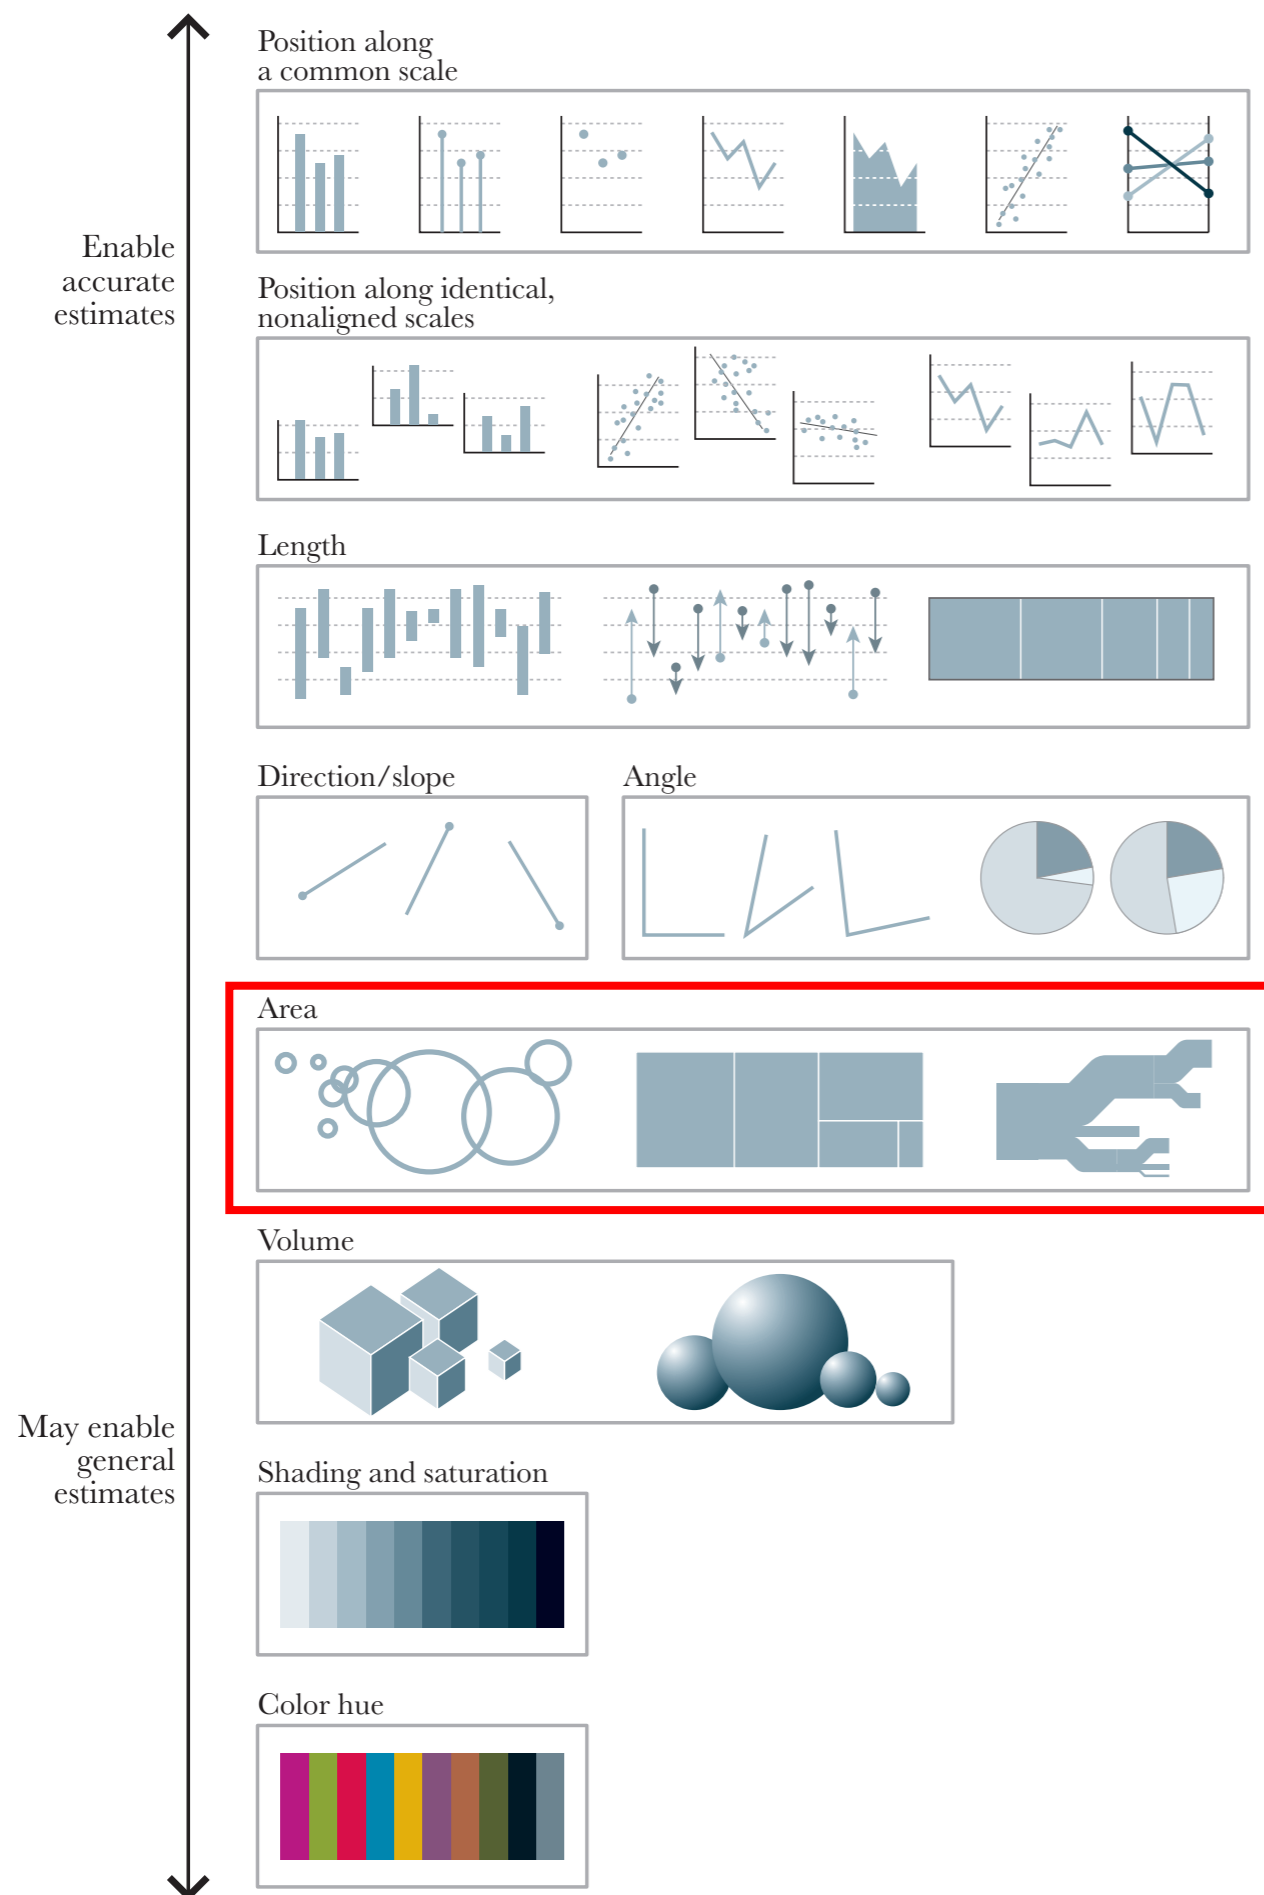 Position along
a common scale
Enable
accurate
estimates
Position along identical,
nonaligned scales
Length
Direction/slope
Angle
Area
Volume
May enable
general
estimates
Shading and saturation
Color hue